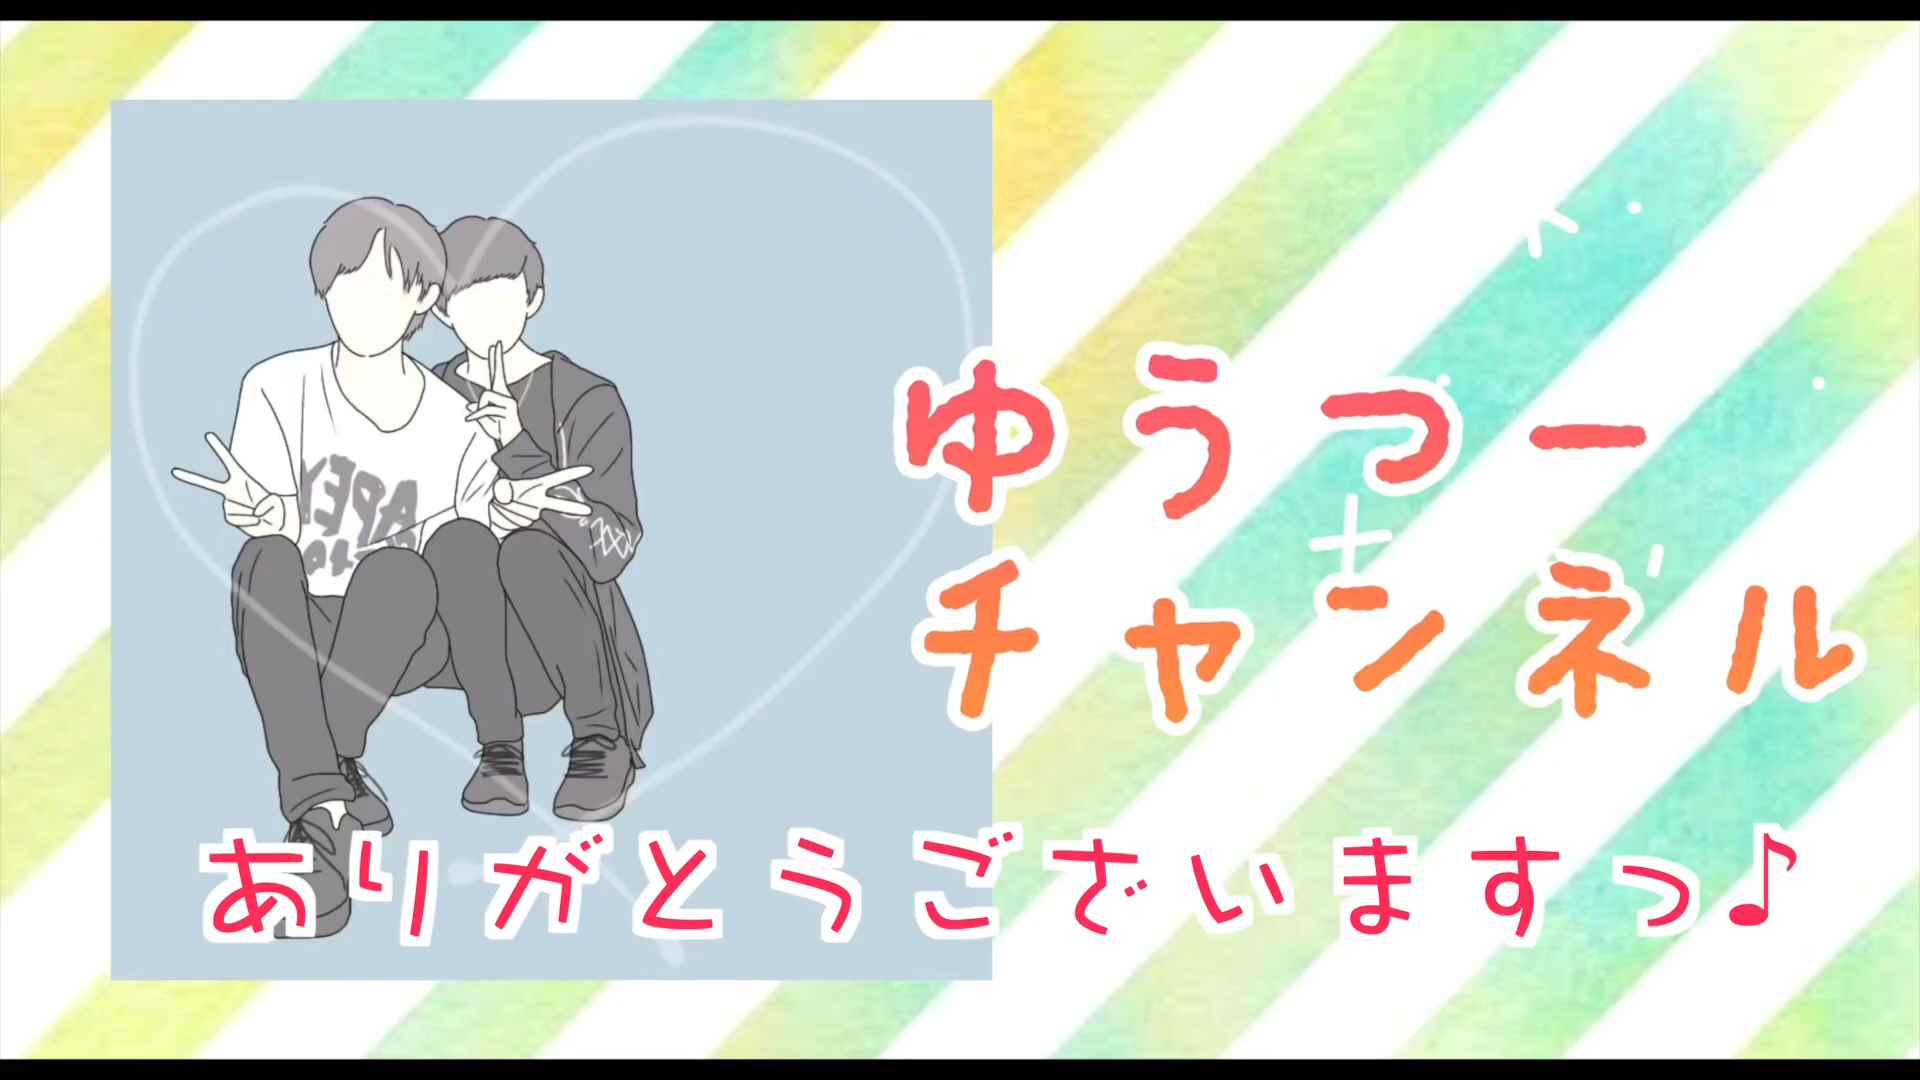 ゆうつー
チャンネル
ありがとうございますっ♪